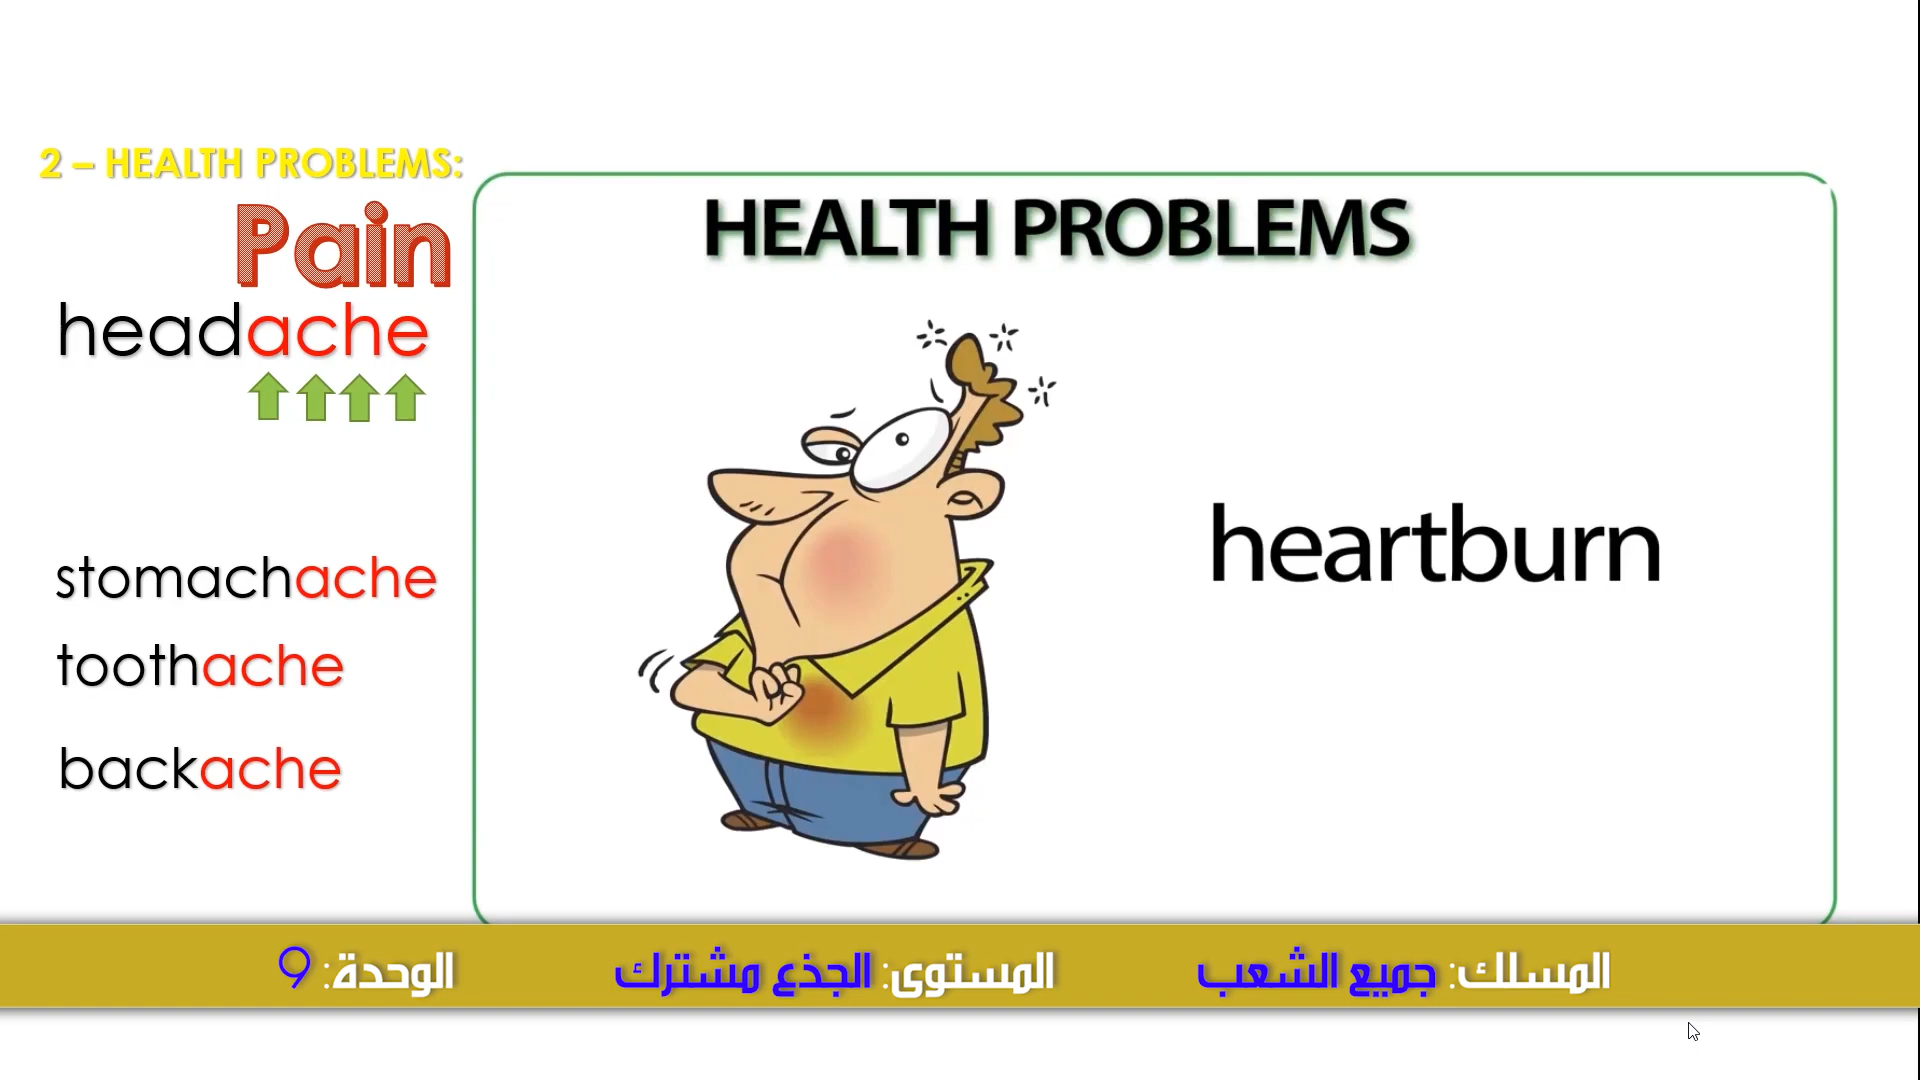 2 – HEALTH PROBLEMS:
Pain
headache
stomachache
toothache
backache
HEALTH PROBLEMS
heartburn
المسلك: جميع الشعب
المستوى: الجذع مشترك
الوحدة: 9